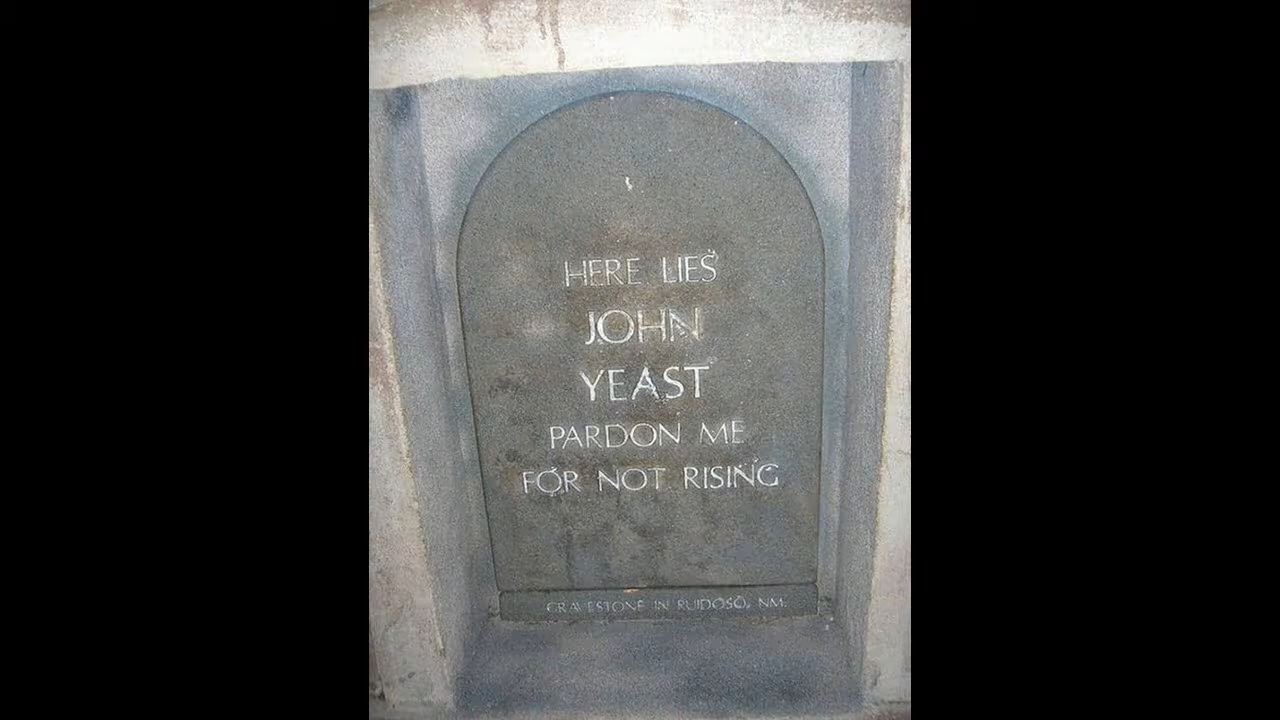 HERE LIES
JOHN
YEAST
PARDON ME
FOR NOT RISING
GRAVESTONE IN RUIDOSO, NM.